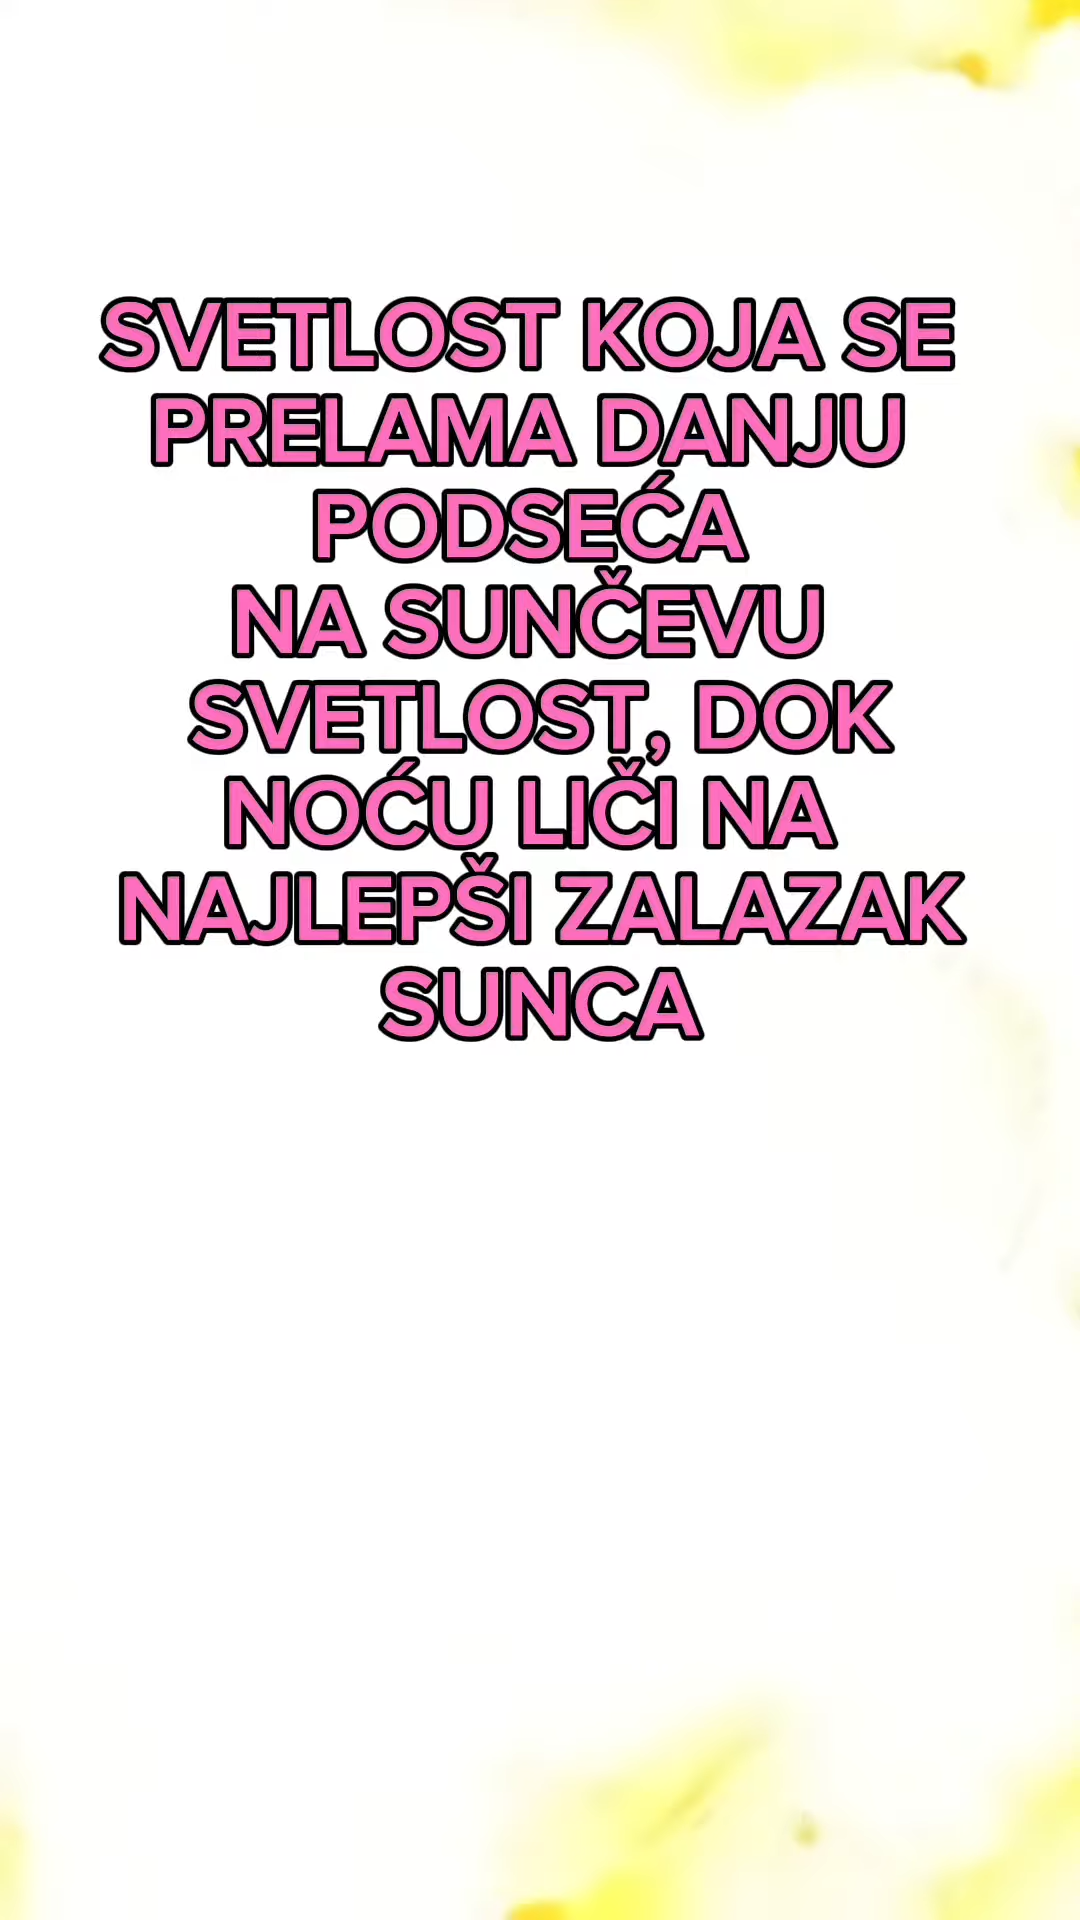 SVETLOST KOJA SE
PRELAMA DANJU
PODSEĆA
NA SUNČEVU
SVETLOST, DOK
NOĆU LIČI NA
NAJLEPŠI ZALAZAK
SUNCA